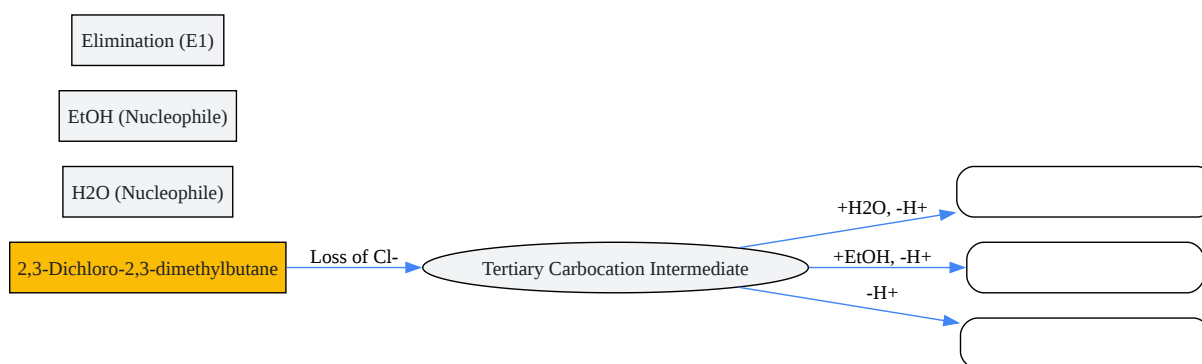 Elimination (E1)
EtOH (Nucleophile)
H2O (Nucleophile)
2,3-Dichloro-2,3-dimethylbutane
Loss of Cl-
Tertiary Carbocation Intermediate
+H2O, -H+
+EtOH, -H+
-H+